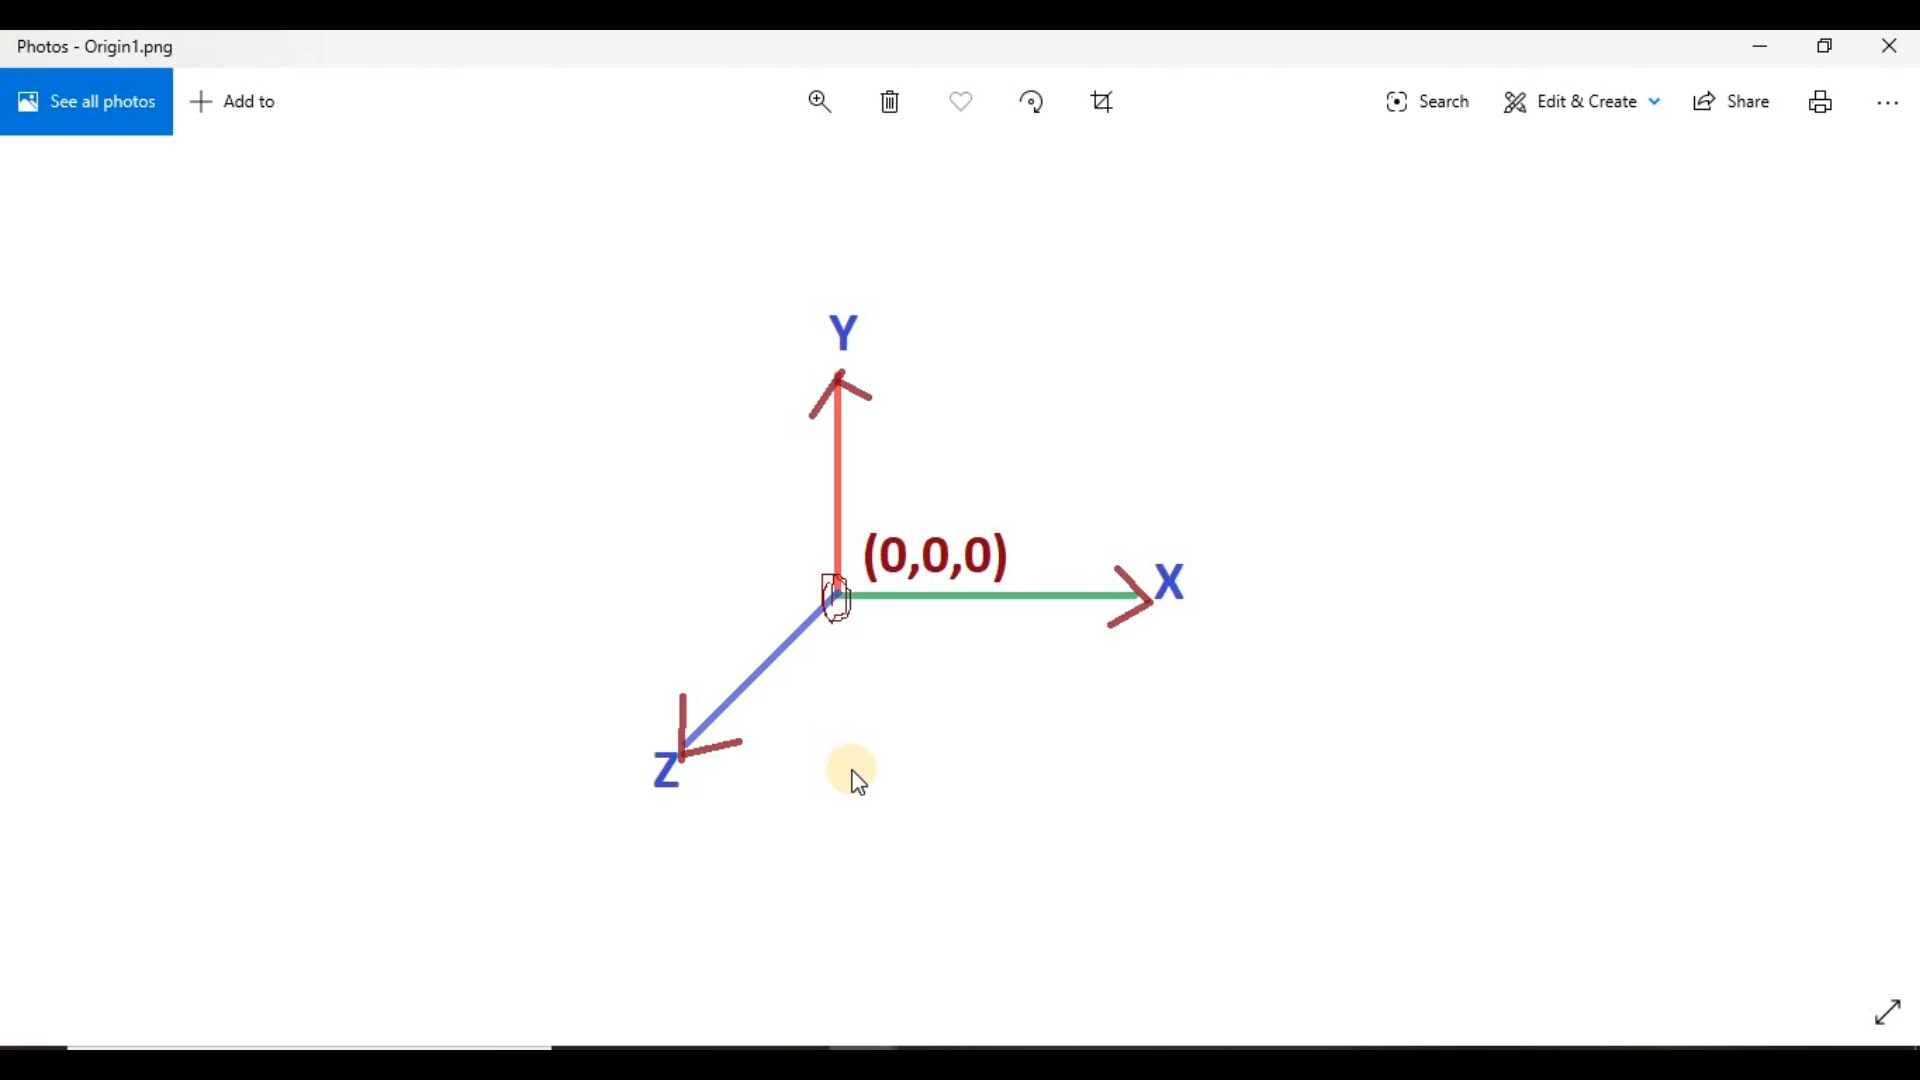 Photos - Origin1.png
See all photos
Add to
Search
Edit & Create
Share
Y
(0,0,0)
X
Z